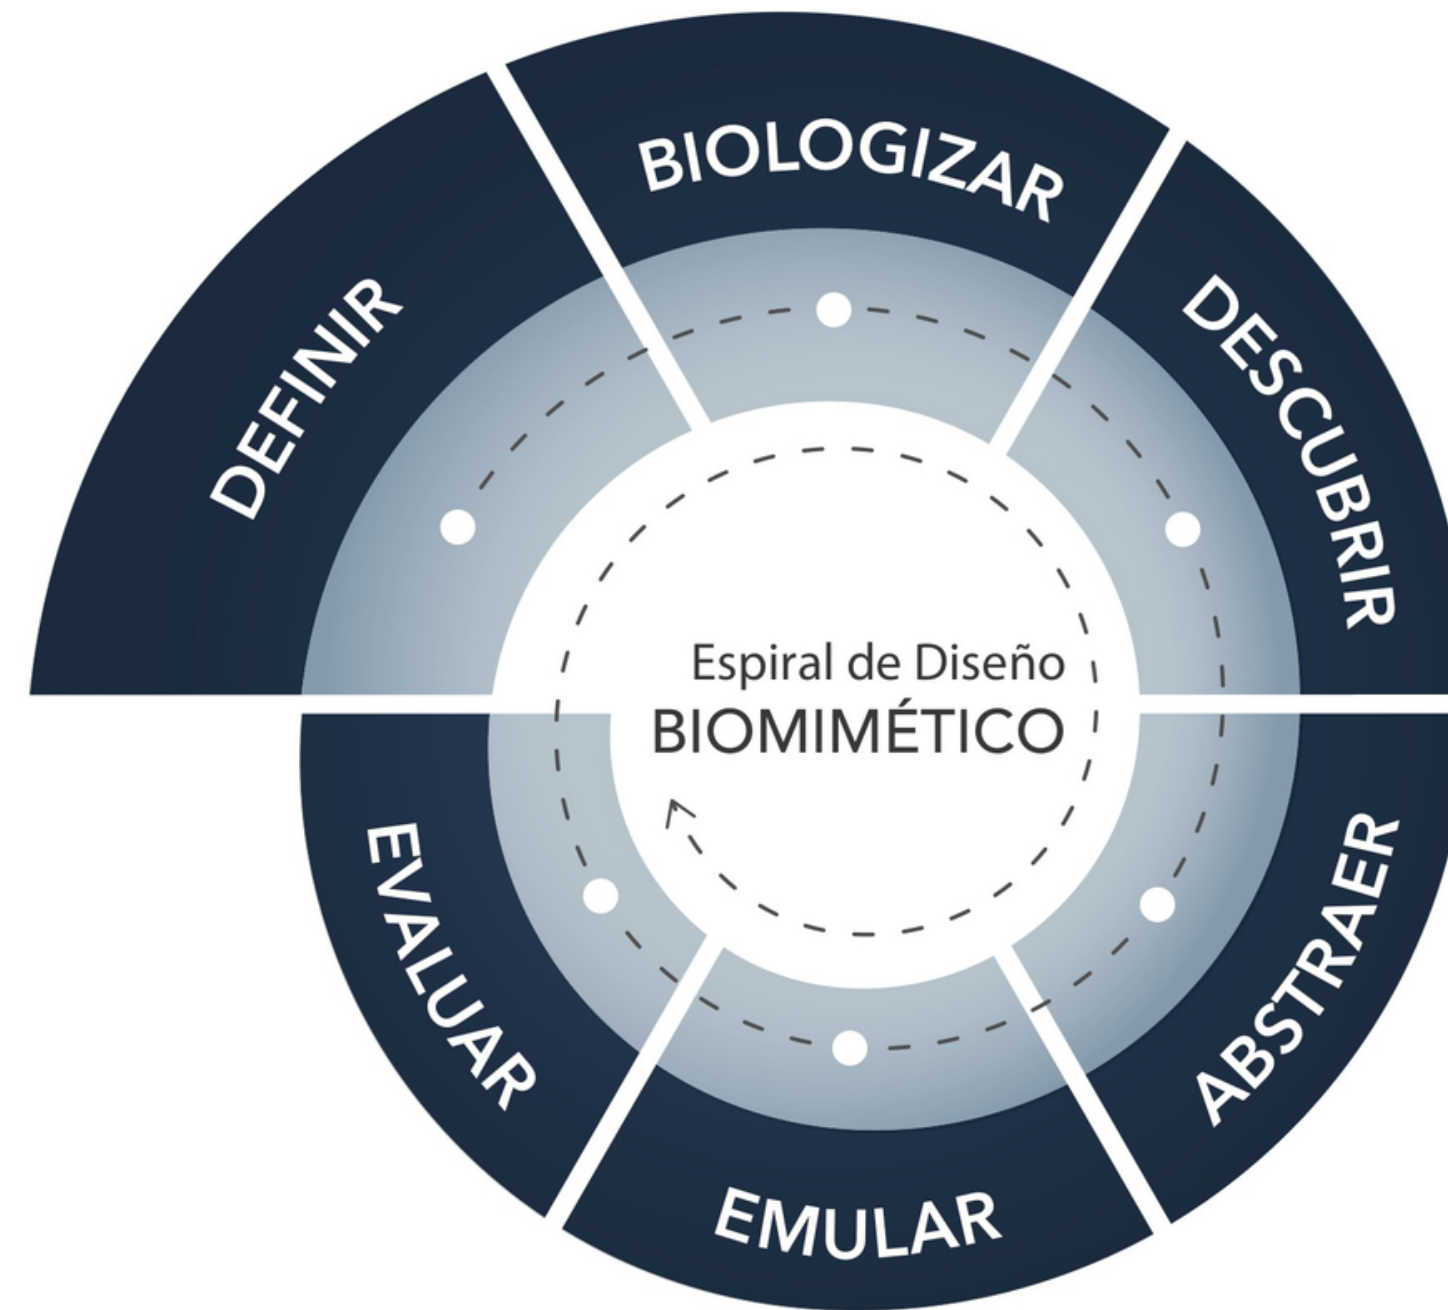 DEFINIR
BIOLOGIZAR
DESCUBRIR
ABSTRAER
EMULAR
EVALUAR
Espiral de Diseño
BIOMIMÉTICO